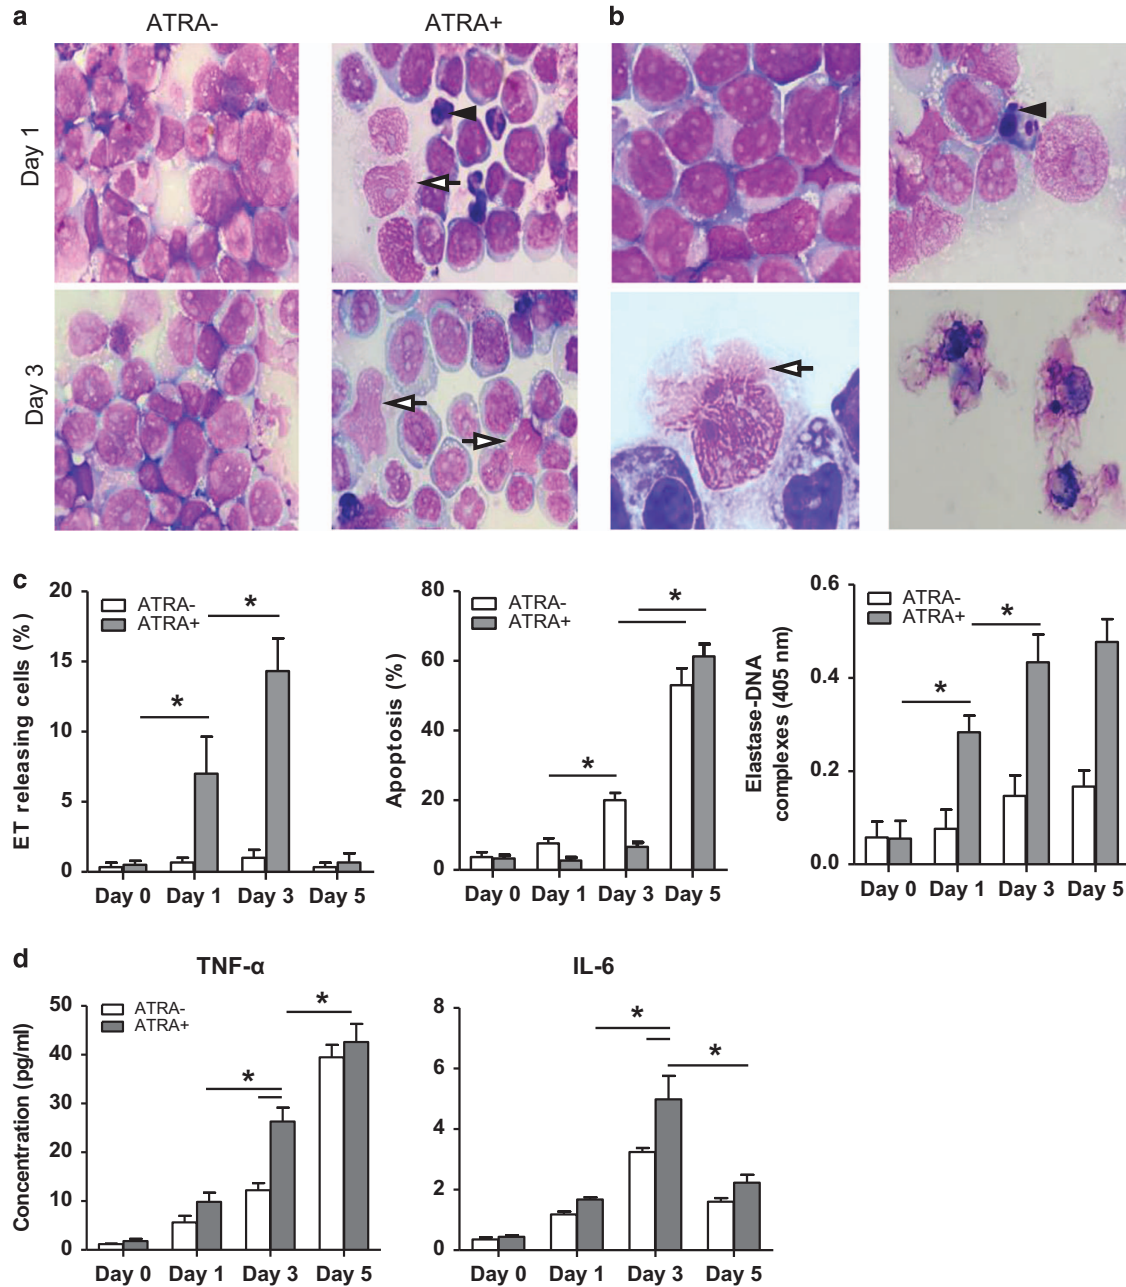 a
ATRA-
ATRA+
b
Day 1
Day 3
c
ET releasing cells (%)
20
15
10
5
0
ATRA-
ATRA+
*
*
Day 0 Day 1 Day 3 Day 5
Apoptosis (%)
80
60
40
20
0
ATRA-
ATRA+
*
*
Day 0 Day 1 Day 3 Day 5
Elastase-DNA
complexes (405 nm)
0.6
0.4
0.2
0.0
ATRA-
ATRA+
*
*
Day 0 Day 1 Day 3 Day 5
d
TNF-α
Concentration (pg/ml)
50
40
30
20
10
0
ATRA-
ATRA+
*
*
Day 0 Day 1 Day 3 Day 5
IL-6
8
6
4
2
0
*
*
Day 0 Day 1 Day 3 Day 5